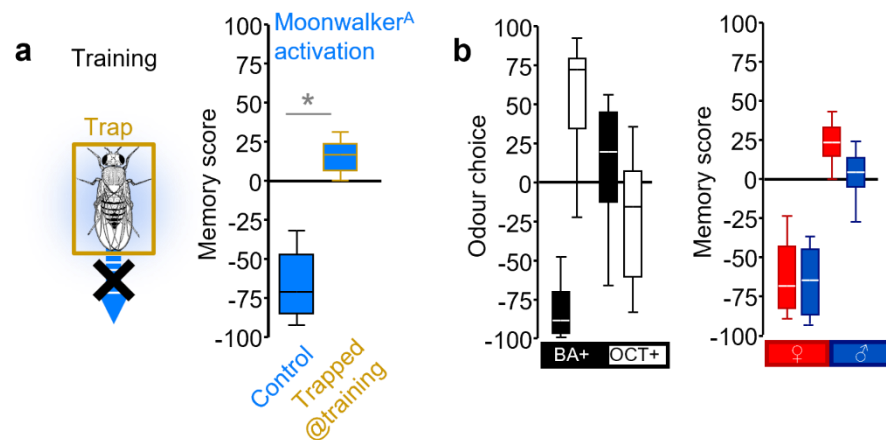 a
Training
Trap
Moonwalkerᴬ
activation
Memory score
100
75
50
25
0
-25
-50
-75
-100
*
Control
Trapped
@training
b
Odour choice
100
75
50
25
0
-25
-50
-75
-100
BA+ OCT+
Memory score
100
75
50
25
0
-25
-50
-75
-100
♀ ♂